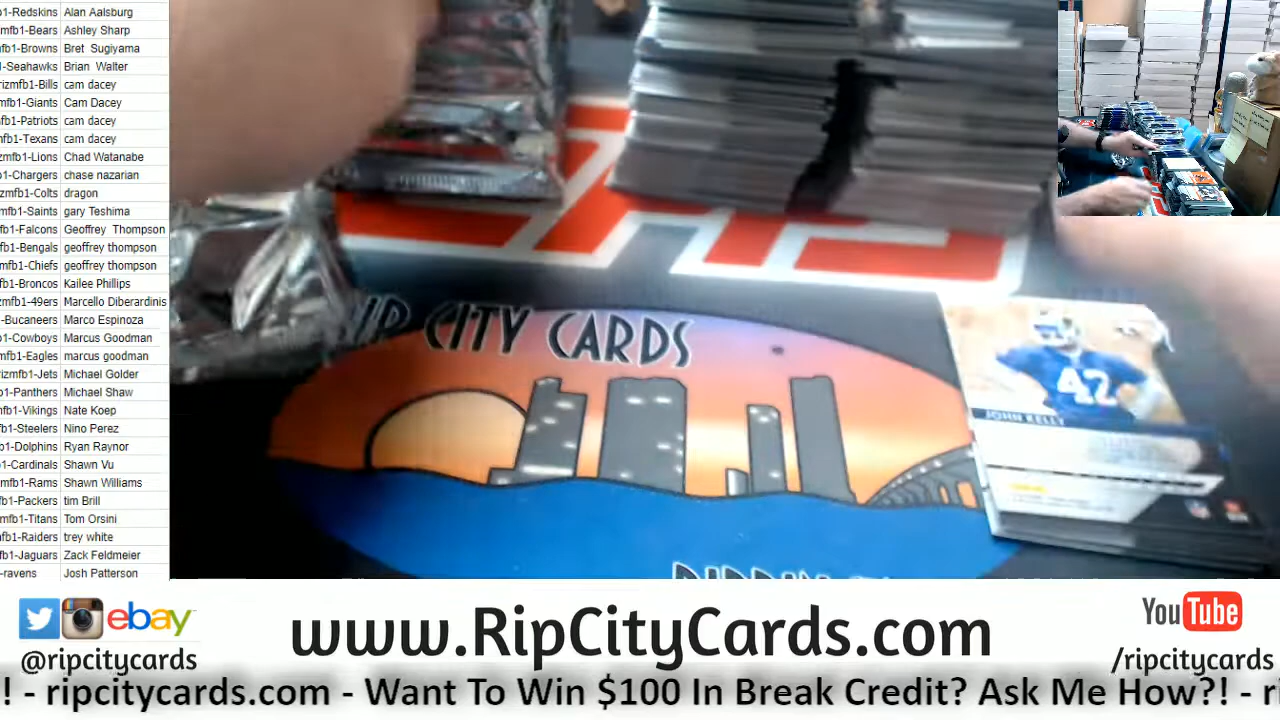 1-Redskins Alan Aalsburg
mfb1-Bears Ashley Sharp
nfb1-Browns Bret Sugiyama
1-Seahawks Brian Walter
rizmfb1-Bills cam dacey
mfb1-Giants Cam Dacey
mfb1-Patriots cam dacey
mfb1-Texans cam dacey
zmfb1-Lions Chad Watanabe
fb1-Chargers chase nazarian
zmfb1-Colts dragon
mfb1-Saints gary Teshima
mfb1-Falcons Geoffrey Thompson
fb1-Bengals geoffrey thompson
mfb1-Chiefs geoffrey thompson
fb1-Broncos Kailee Phillips
zmfb1-49ers Marcello Diberardinis
-Bucaneers Marco Espinoza
b1-Cowboys Marcus Goodman
mfb1-Eagles marcus goodman
rizmfb1-Jets Michael Golder
b1-Panthers Michael Shaw
mfb1-Vikings Nate Koep
b1-Steelers Nino Perez
b1-Dolphins Ryan Raynor
b1-Cardinals Shawn Vu
mfb1-Rams Shawn Williams
b1-Packers tim Brill
mfb1-Titans Tom Orsini
nfb1-Raiders trey white
fb1-Jaguars Zack Feldmeier
-ravens Josh Patterson
RIP CITY CARDS
42
JOHN KELLY
ebay
@ripcitycards
www.RipCityCards.com
YouTube
/ripcitycards
! - ripcitycards.com - Want To Win $100 In Break Credit? Ask Me How?! - ri